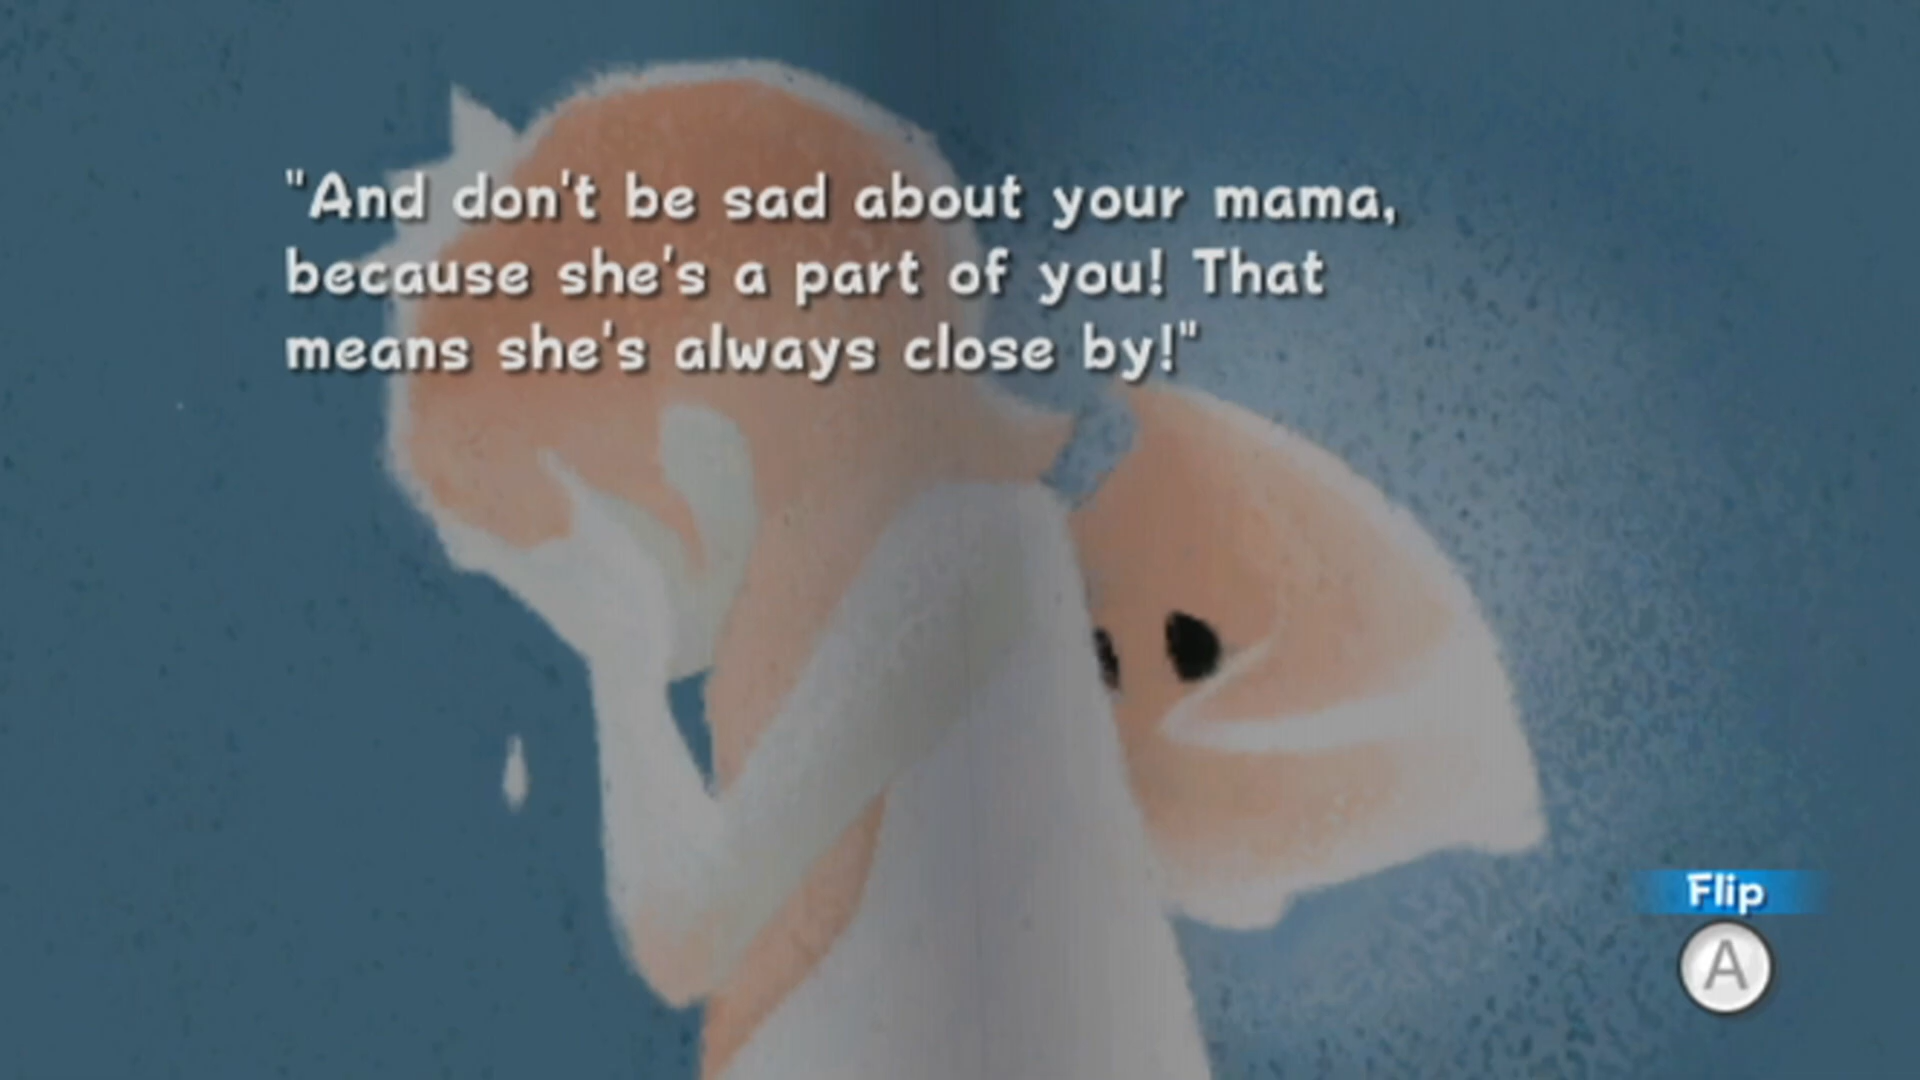 "And don't be sad about your mama,
because she's a part of you! That
means she's always close by!"
Flip
A